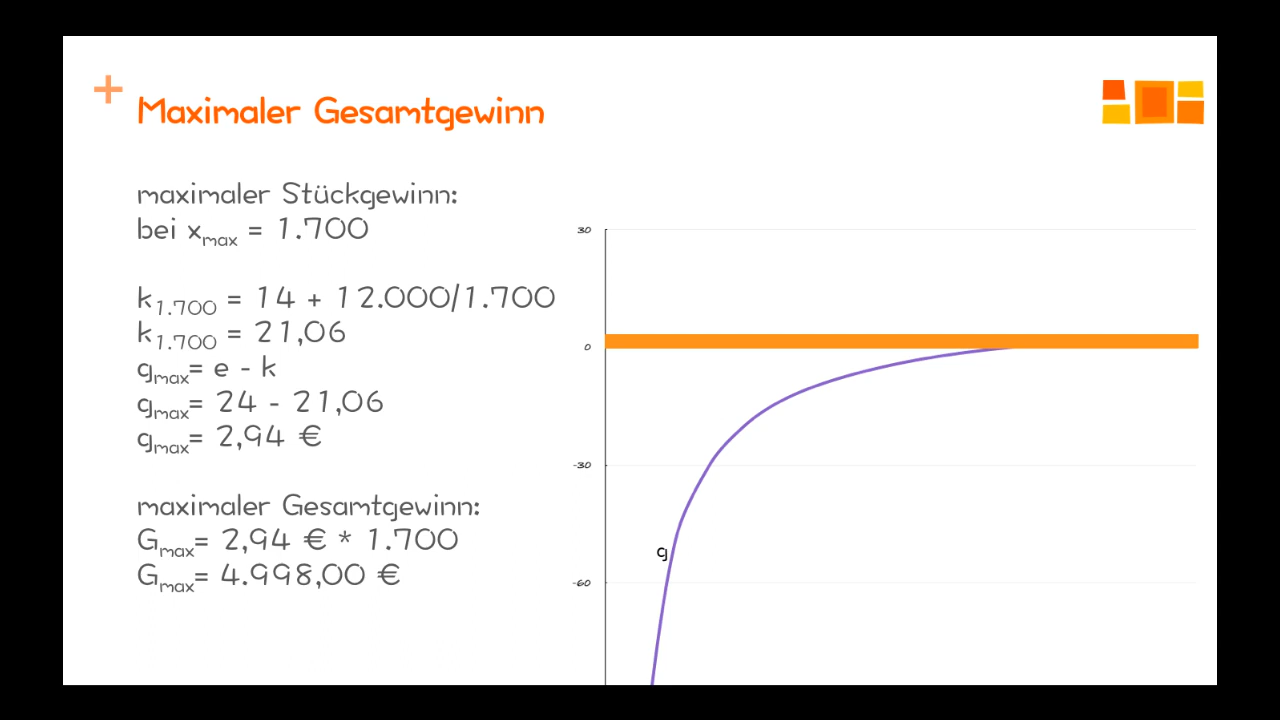 +
Maximaler Gesamtgewinn
maximaler Stückgewinn:
bei xmax = 1.700
k1.700 = 14 + 12.000/1.700
k1.700 = 21,06
gmax= e - k
gmax= 24 - 21,06
gmax= 2,94 €
maximaler Gesamtgewinn:
Gmax= 2,94 € * 1.700
Gmax= 4.998,00 €
30
0
-30
g
-60